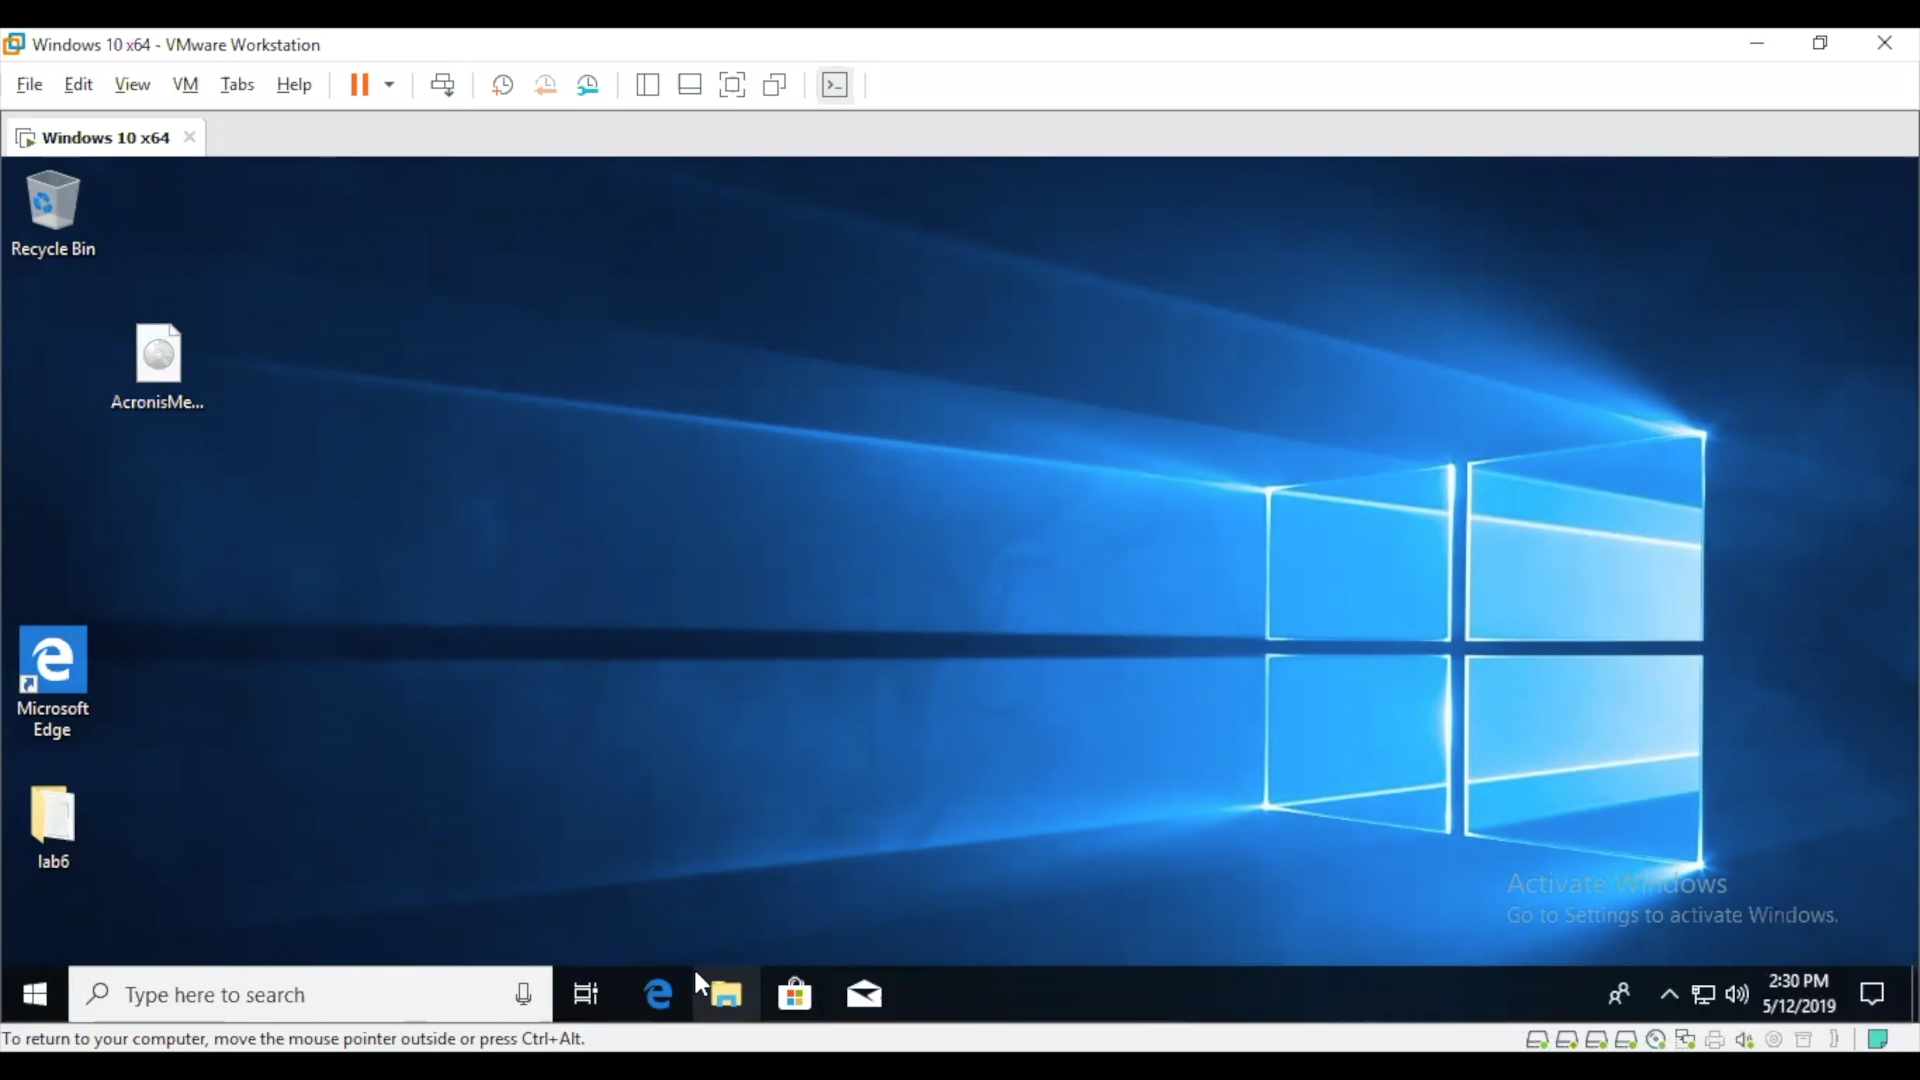 Windows 10 x64 - VMware Workstation
File Edit View VM Tabs Help
Windows 10 x64
Recycle Bin
AcronisMe...
Microsoft
Edge
lab6
Activate Windows
Go to Settings to activate Windows.
Type here to search
2:30 PM
5/12/2019
To return to your computer, move the mouse pointer outside or press Ctrl+Alt.